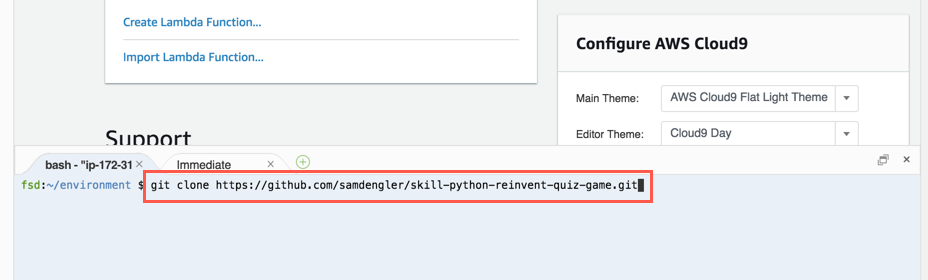 Create Lambda Function...
Import Lambda Function...
Support
Configure AWS Cloud9
Main Theme: AWS Cloud9 Flat Light Theme
Editor Theme: Cloud9 Day
bash - "ip-172-31 × Immediate ×
fsd:~/environment $ git clone https://github.com/samdengler/skill-python-reinvent-quiz-game.git